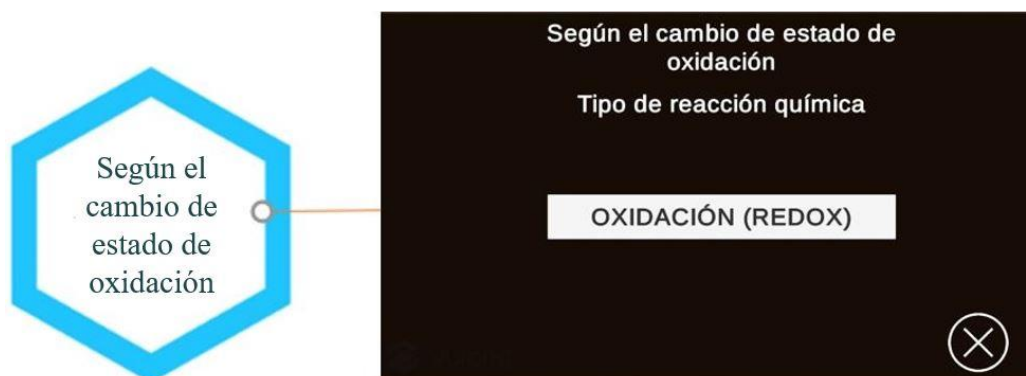 Según el
cambio de
estado de
oxidación
Según el cambio de estado de
oxidación
Tipo de reacción química
OXIDACIÓN (REDOX)